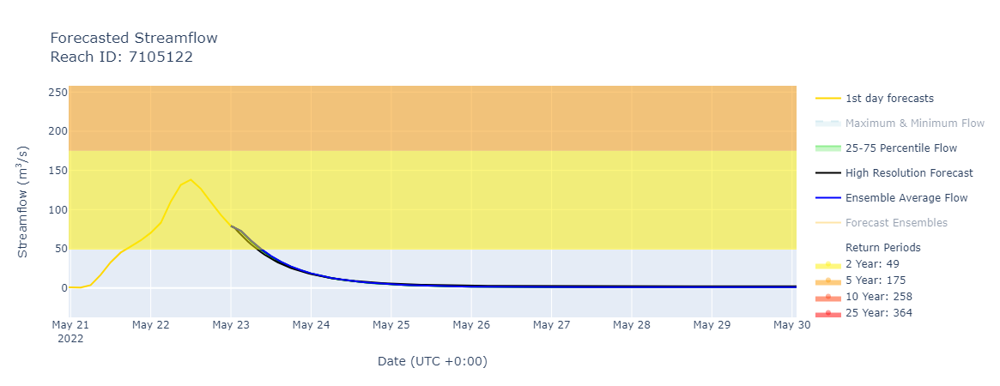 Forecasted Streamflow
Reach ID: 7105122
250
200
150
100
50
0
Streamflow (m³/s)
May 21
2022
May 22
May 23
May 24
May 25
May 26
May 27
May 28
May 29
May 30
Date (UTC +0:00)
1st day forecasts
Maximum & Minimum Flow
25-75 Percentile Flow
High Resolution Forecast
Ensemble Average Flow
Forecast Ensembles
Return Periods
2 Year: 49
5 Year: 175
10 Year: 258
25 Year: 364